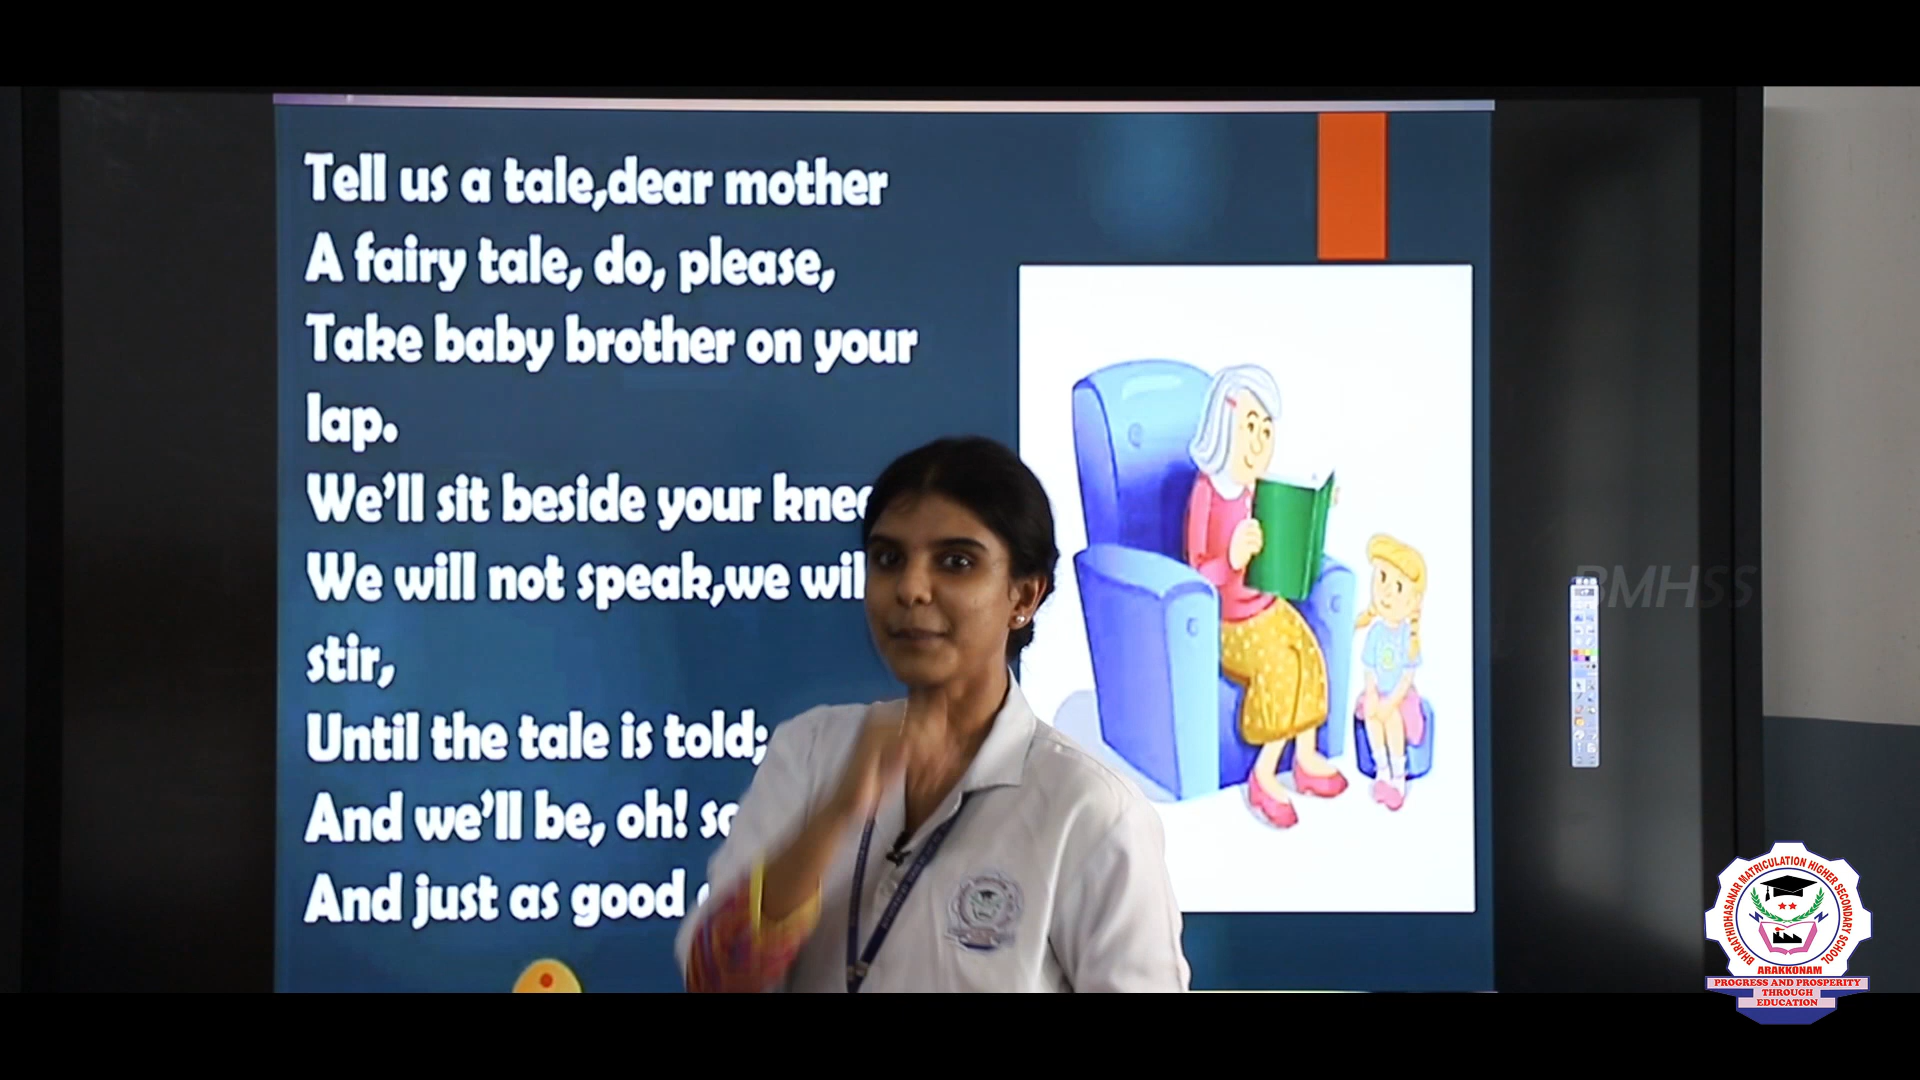 Tell us a tale,dear mother
A fairy tale, do, please,
Take baby brother on your
lap.
We'll sit beside your
We will not speak,we
stir,
Until the tale is told;
And we'll be, oh!
And just as good
BMHSS
BHARATHIDHASANAR MATRICULATION HIGHER SECONDARY SCHOOL
ARAKKONAM
PROGRESS AND PROSPERITY
THROUGH
EDUCATION